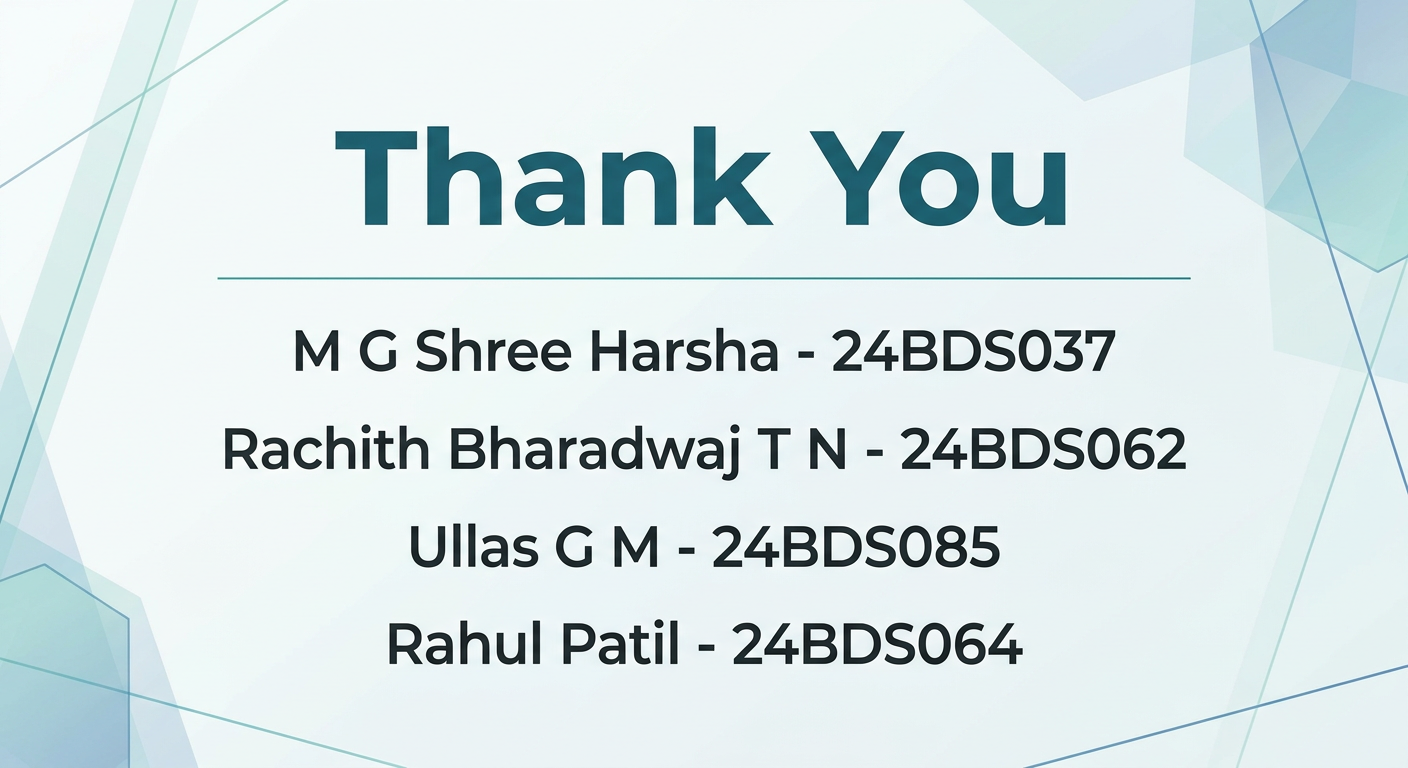 Thank You
M G Shree Harsha - 24BDS037
Rachith Bharadwaj T N - 24BDS062
Ullas G M - 24BDS085
Rahul Patil - 24BDS064